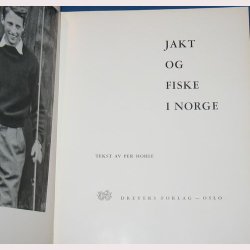 JAKT
OG
FISKE
I NORGE
TEKST AV PER HOHLE
DREYERS FORLAG – OSLO